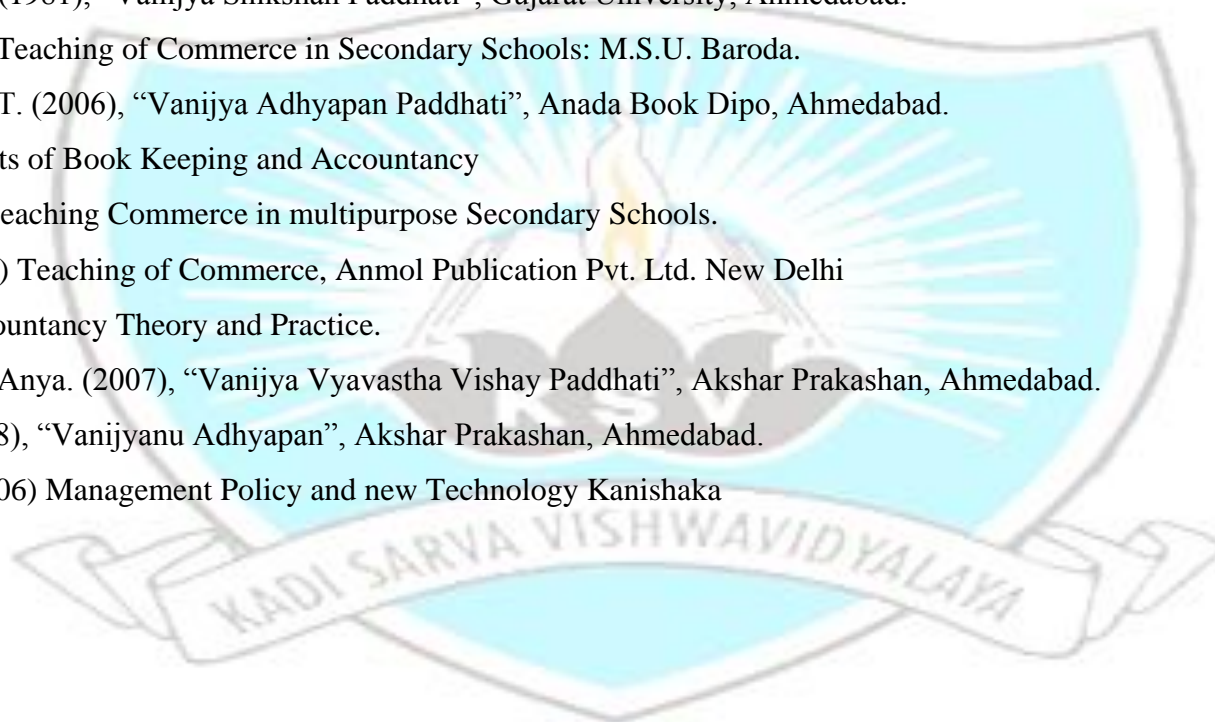 (1981), “Vanijya Shikshan Paddhati”, Gujarat University, Ahmedabad.
Teaching of Commerce in Secondary Schools: M.S.U. Baroda.
T. (2006), “Vanijya Adhyapan Paddhati”, Anada Book Dipo, Ahmedabad.
ts of Book Keeping and Accountancy
eaching Commerce in multipurpose Secondary Schools.
) Teaching of Commerce, Anmol Publication Pvt. Ltd. New Delhi
ountancy Theory and Practice.
Anya. (2007), “Vanijya Vyavastha Vishay Paddhati”, Akshar Prakashan, Ahmedabad.
8), “Vanijyanu Adhyapan”, Akshar Prakashan, Ahmedabad.
06) Management Policy and new Technology Kanishaka
KSV
KADI SARVA VISHWAVIDYALAYA